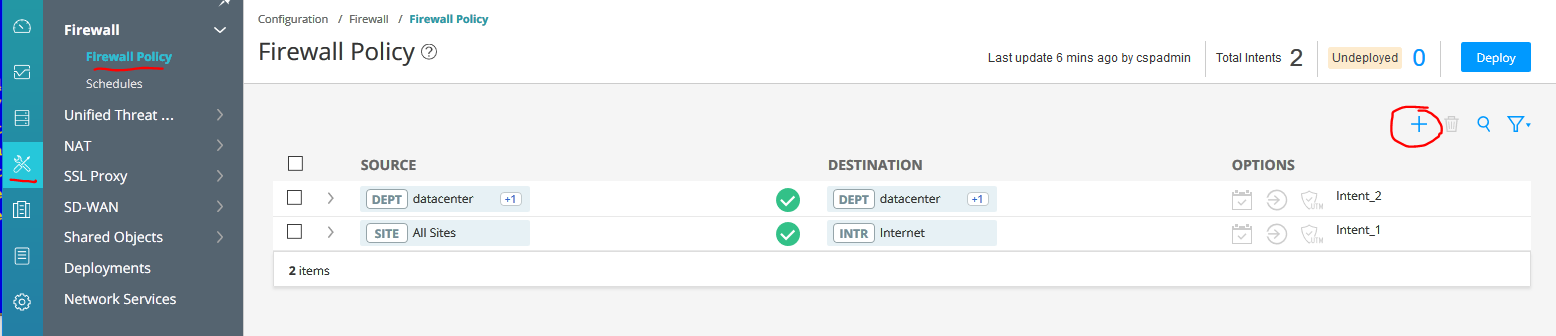 Firewall
Firewall Policy
Schedules
Unified Threat ...
NAT
SSL Proxy
SD-WAN
Shared Objects
Deployments
Network Services
Configuration / Firewall / Firewall Policy
Firewall Policy ?
Last update 6 mins ago by cspadmin Total Intents 2 Undeployed 0 Deploy
SOURCE DESTINATION OPTIONS
DEPT datacenter +1 DEPT datacenter +1 UTM Intent_2
SITE All Sites INTR Internet UTM Intent_1
2 items